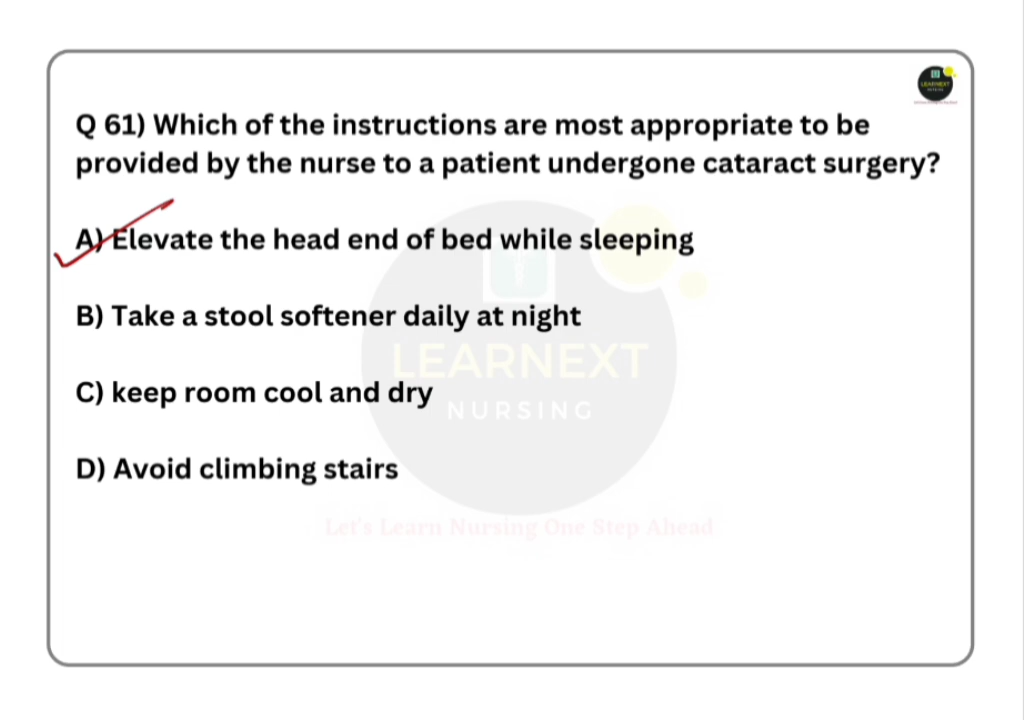 LEARNEXT
Q 61) Which of the instructions are most appropriate to be
provided by the nurse to a patient undergone cataract surgery?
A) Elevate the head end of bed while sleeping
B) Take a stool softener daily at night
LEARNEXT
NURSING
C) keep room cool and dry
D) Avoid climbing stairs
Let's Learn Nursing One Step Ahead